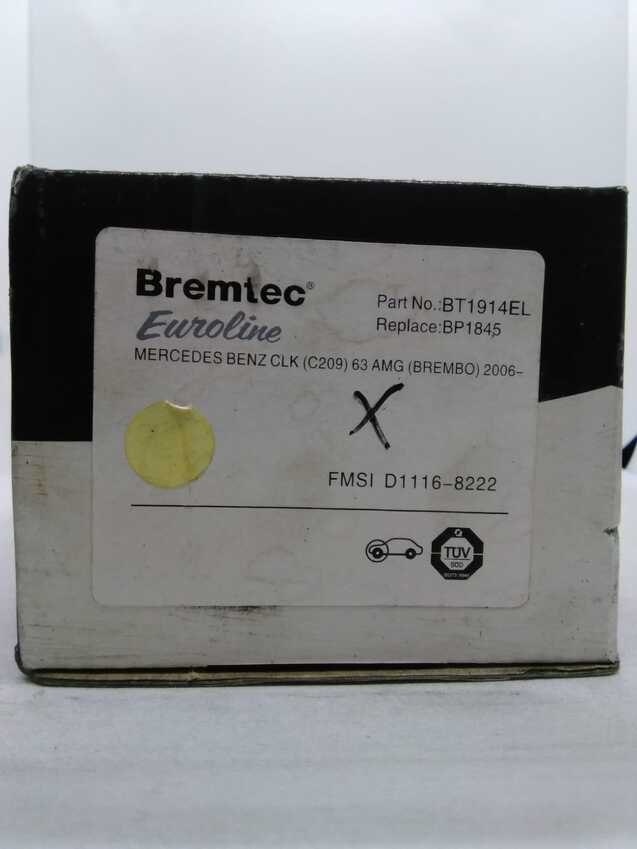 Bremtec®
Euroline
Part No.:BT1914EL
Replace:BP1845
MERCEDES BENZ CLK (C209) 63 AMG (BREMBO) 2006-
X
FMSI D1116-8222
TÜV
SÜD